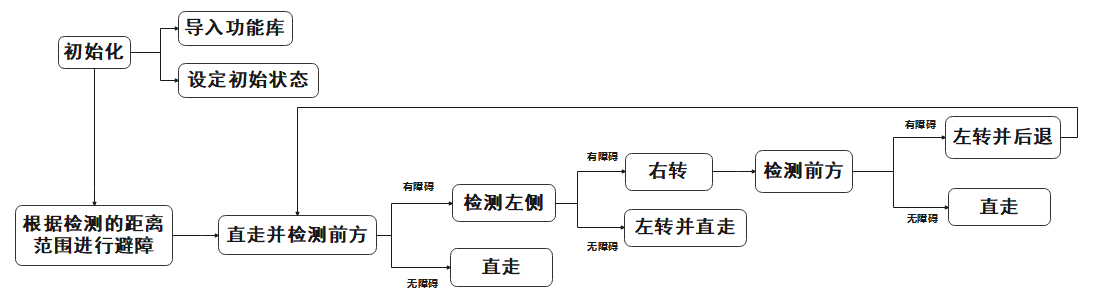 导入功能库
初始化
设定初始状态
根据检测的距离
范围进行避障
直走并检测前方
有障碍
检测左侧
无障碍
直走
有障碍
右转
无障碍
左转并直走
检测前方
有障碍
左转并后退
无障碍
直走